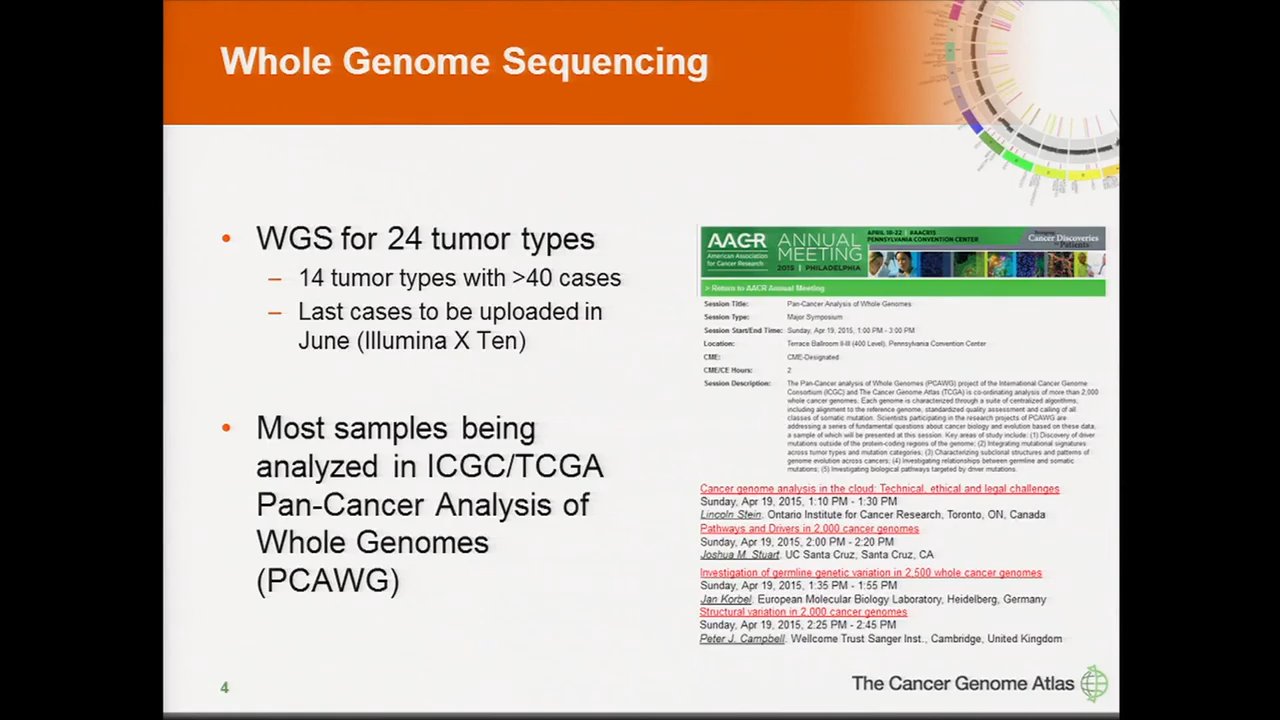 Whole Genome Sequencing
• WGS for 24 tumor types
– 14 tumor types with >40 cases
– Last cases to be uploaded in
June (Illumina X Ten)
• Most samples being
analyzed in ICGC/TCGA
Pan-Cancer Analysis of
Whole Genomes
(PCAWG)
AACR
American Association
for Cancer Research
ANNUAL
MEETING
2015 | PHILADELPHIA
APRIL 18-22 / #AACR15
PENNSYLVANIA CONVENTION CENTER
Cancer Discoveries
Patients
> Return to AACR Annual Meeting
Session Title: Pan-Cancer Analysis of Whole Genomes
Session Type: Major Symposium
Session Start/End Time: Sunday, Apr 19, 2015, 1:00 PM - 3:00 PM
Location: Terrace Ballroom II-III (400 Level), Pennsylvania Convention Center
CME: CME-Designated
CME/CE Hours: 2
Session Description: The Pan-Cancer analysis of Whole Genomes (PCAWG) project of the International Cancer Genome
Consortium (ICGC) and The Cancer Genome Atlas (TCGA) is co-ordinating analysis of more than 2,000
whole cancer genomes. Each genome is characterized through a suite of centralized algorithms,
including alignment to the reference genome, standardized quality assessment and calling of all
classes of somatic mutation. Scientists participating in the research projects of PCAWG are
addressing a series of fundamental questions about cancer biology and evolution based on these data,
a sample of which will be presented at this session. Key areas of study include: (1) Discovery of driver
mutations outside of the protein-coding regions of the genome; (2) Integrating mutational signatures
across tumor types and mutation categories; (3) Characterizing subclonal structures and patterns of
genome evolution across cancers; (4) Investigating relationships between germline and somatic
mutations; (5) Investigating biological pathways targeted by driver mutations.
Cancer genome analysis in the cloud: Technical, ethical and legal challenges
Sunday, Apr 19, 2015, 1:10 PM - 1:30 PM
Lincoln Stein. Ontario Institute for Cancer Research, Toronto, ON, Canada
Pathways and Drivers in 2,000 cancer genomes
Sunday, Apr 19, 2015, 2:00 PM - 2:20 PM
Joshua M. Stuart. UC Santa Cruz, Santa Cruz, CA
Investigation of germline genetic variation in 2,500 whole cancer genomes
Sunday, Apr 19, 2015, 1:35 PM - 1:55 PM
Jan Korbel. European Molecular Biology Laboratory, Heidelberg, Germany
Structural variation in 2,000 cancer genomes
Sunday, Apr 19, 2015, 2:25 PM - 2:45 PM
Peter J. Campbell. Wellcome Trust Sanger Inst., Cambridge, United Kingdom
4
The Cancer Genome Atlas